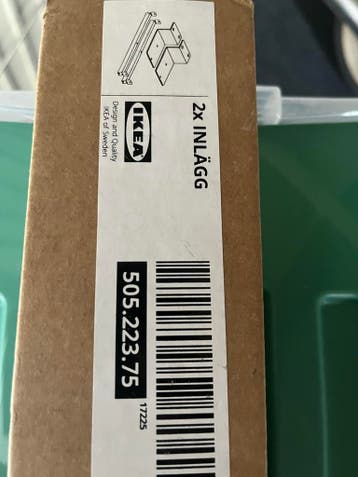 2x INLÄGG
IKEA
Design and Quality
IKEA of Sweden
505.223.75
17225